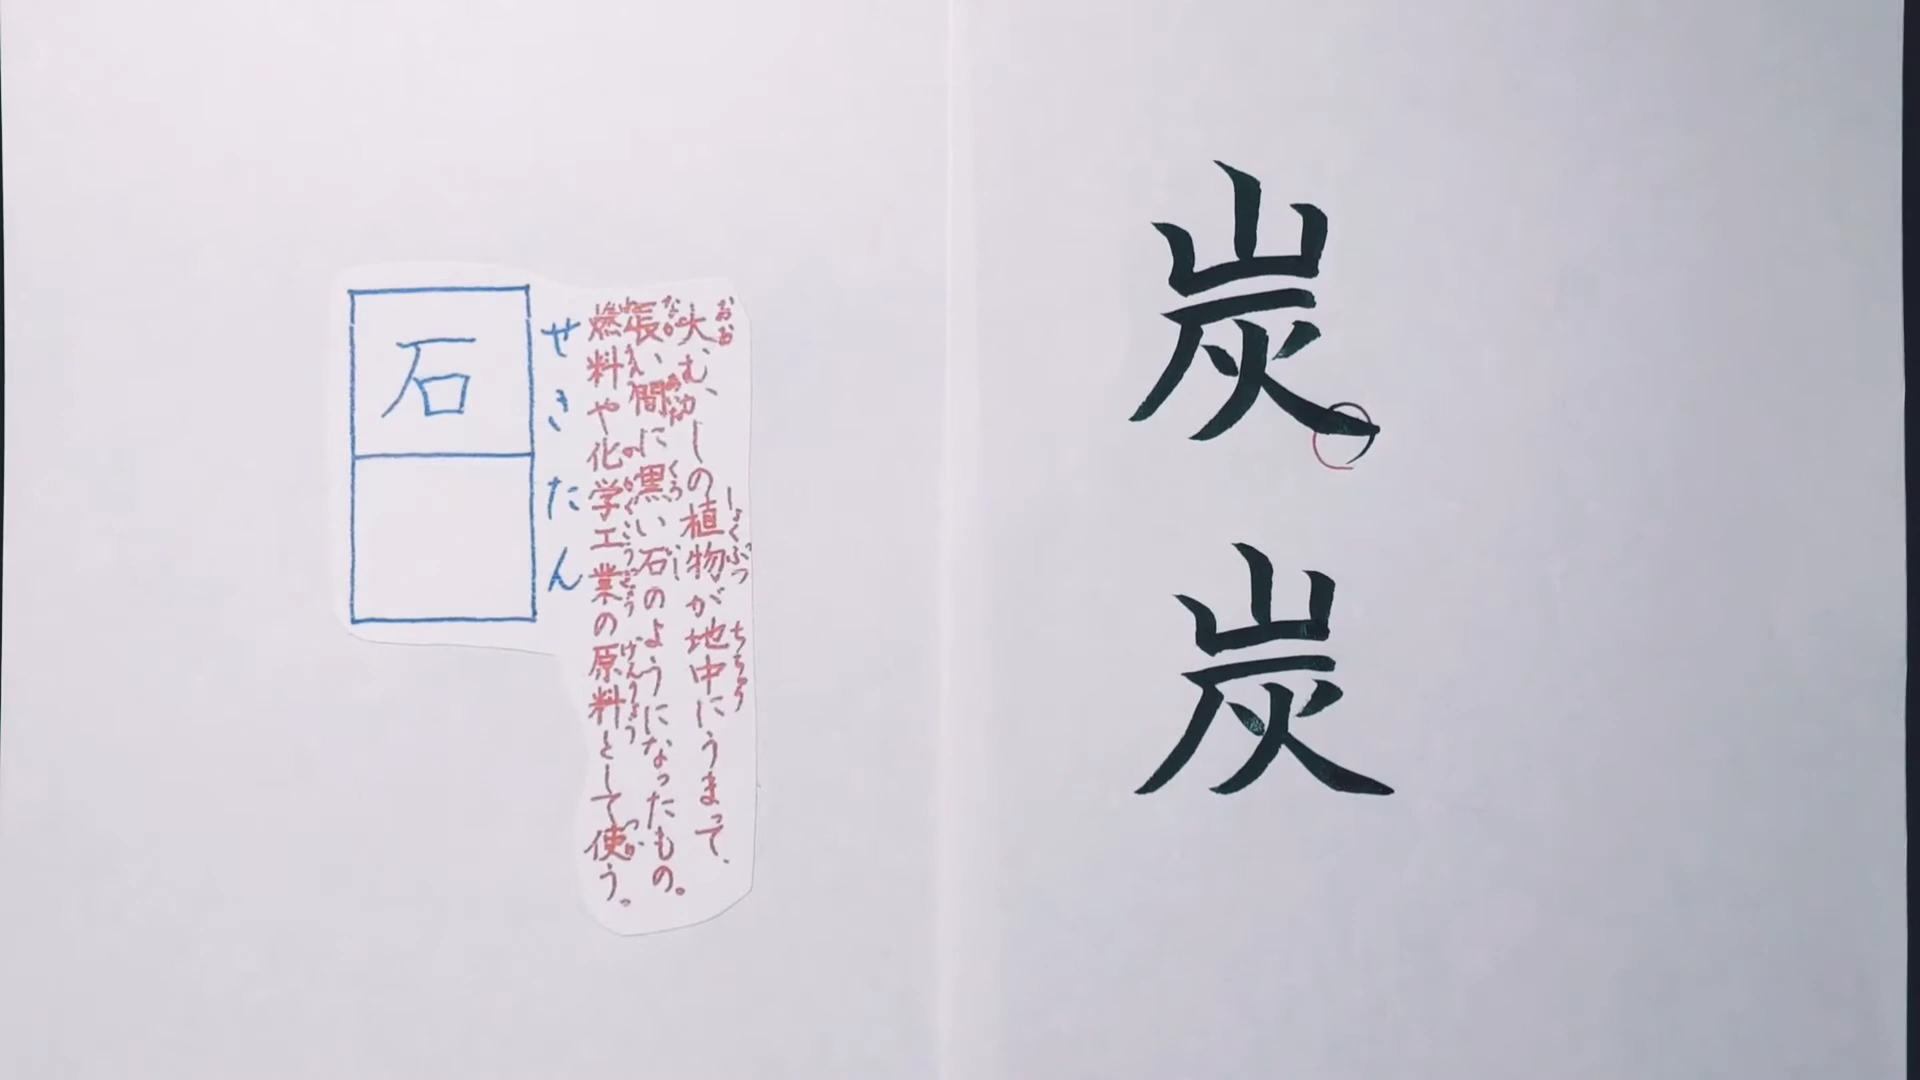 炭
炭
大むかしの植物が地中にうまって、
長い間に黒い石のようになったもの。
燃料や化学工業の原料として使う。
せきたん
石